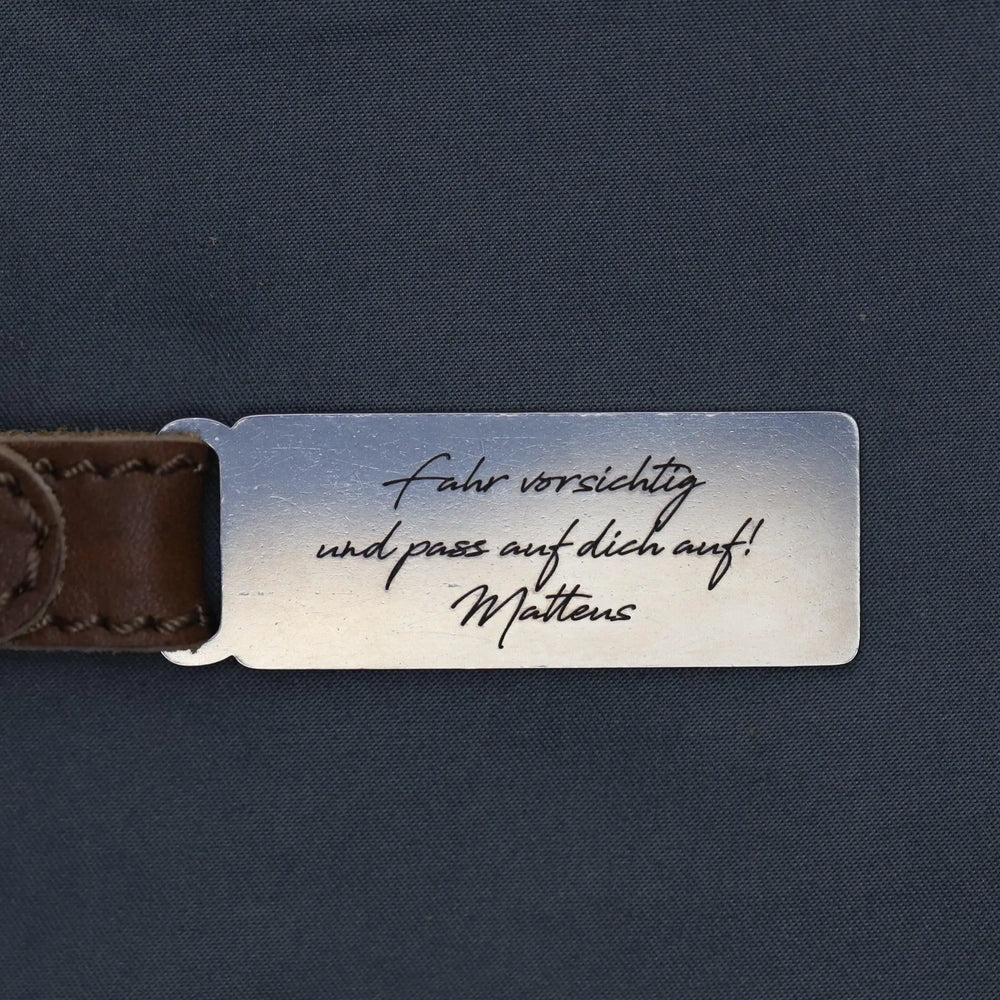 Fahr vorsichtig
und pass auf dich auf!
Matteus